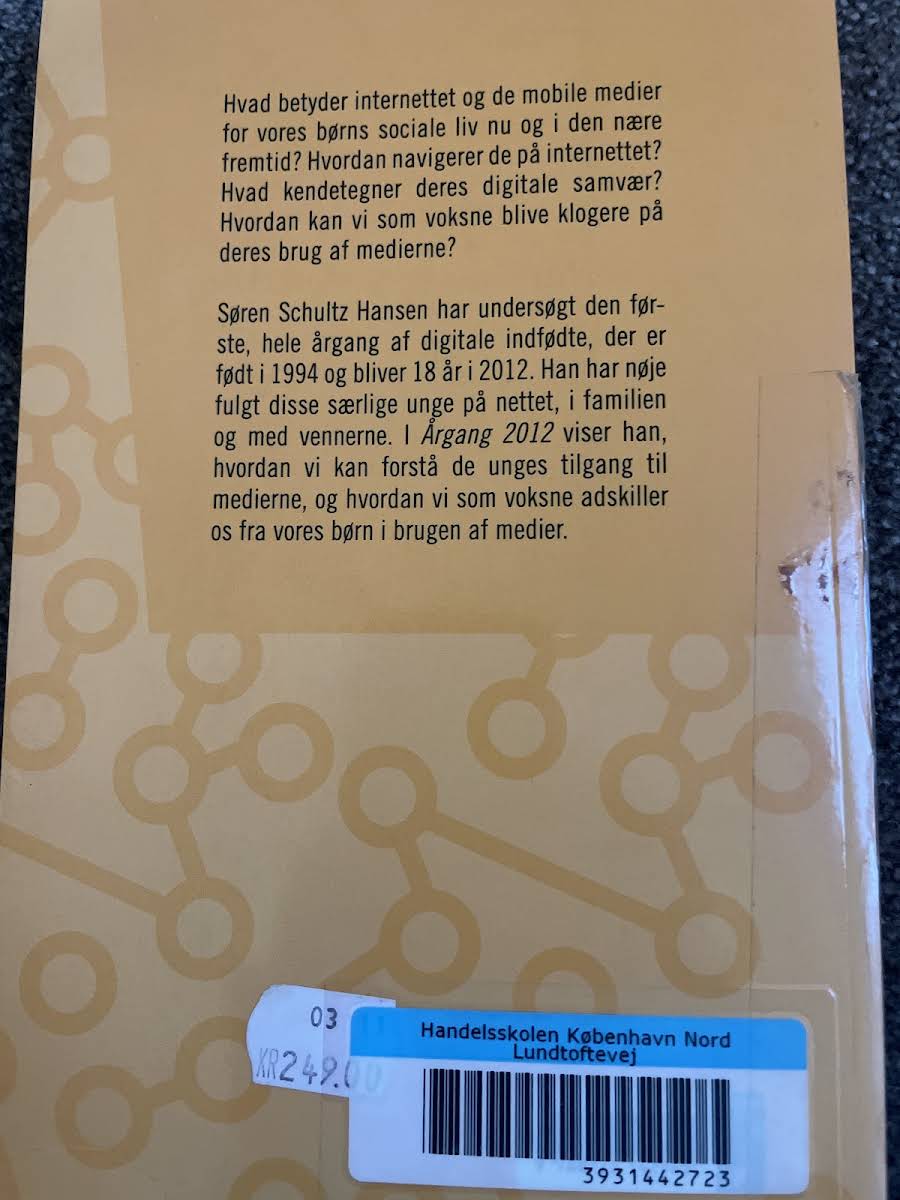 Hvad betyder internettet og de mobile medier
for vores børns sociale liv nu og i den nære
fremtid? Hvordan navigerer de på internettet?
Hvad kendetegner deres digitale samvær?
Hvordan kan vi som voksne blive klogere på
deres brug af medierne?
Søren Schultz Hansen har undersøgt den før-
ste, hele årgang af digitale indfødte, der er
født i 1994 og bliver 18 år i 2012. Han har nøje
fulgt disse særlige unge på nettet, i familien
og med vennerne. I Årgang 2012 viser han,
hvordan vi kan forstå de unges tilgang til
medierne, og hvordan vi som voksne adskiller
os fra vores børn i brugen af medier.
03 11
KR249.00
Handelsskolen København Nord
Lundtoftevej
3931442723